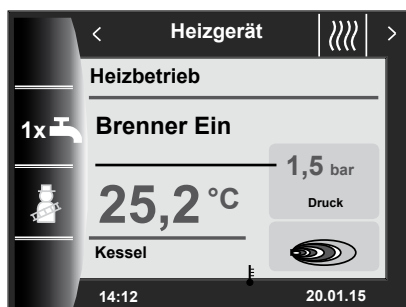 < Heizgerät >
Heizbetrieb
1x
Brenner Ein
1,5 bar
Druck
25,2 °C
Kessel
14:12 20.01.15